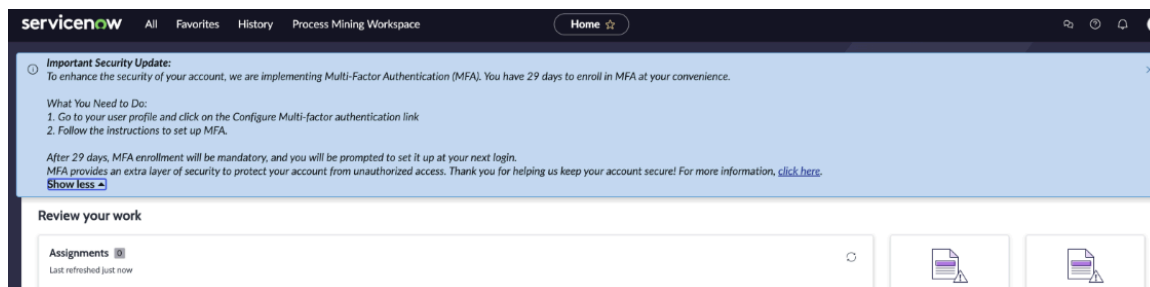 servicenow All Favorites History Process Mining Workspace Home
Important Security Update:
To enhance the security of your account, we are implementing Multi-Factor Authentication (MFA). You have 29 days to enroll in MFA at your convenience.
What You Need to Do:
1. Go to your user profile and click on the Configure Multi-factor authentication link
2. Follow the instructions to set up MFA.
After 29 days, MFA enrollment will be mandatory, and you will be prompted to set it up at your next login.
MFA provides an extra layer of security to protect your account from unauthorized access. Thank you for helping us keep your account secure! For more information, click here.
Show less
Review your work
Assignments 0
Last refreshed just now